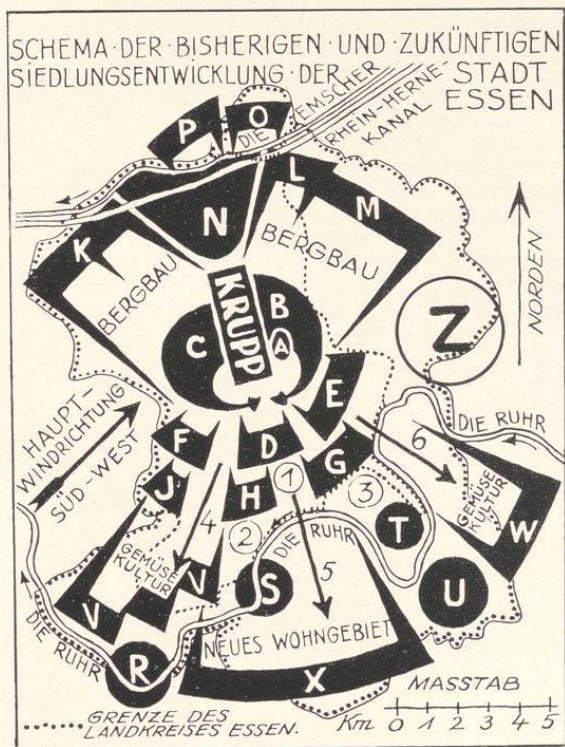 SCHEMA · DER · BISHERIGEN · UND · ZUKÜNFTIGEN
SIEDLUNGSENTWICKLUNG · DER · STADT
ESSEN
DIE EMSCHER
RHEIN-HERNE-
KANAL
P
O
L
M
N
K
BERGBAU
BERGBAU
KRUPP
B
A
C
Z
NORDEN
HAUPT-
WINDRICHTUNG
SÜD-WEST
E
F
D
G
J
H
1
2
3
4
5
6
DIE RUHR
GEMÜSE
KULTUR
W
T
U
DIE RUHR
S
GEMÜSE
KULTUR
V
V
R
DIE RUHR
NEUES WOHNGEBIET
X
MASSTAB
Km 0 1 2 3 4 5
...... GRENZE DES
LANDKREISES ESSEN.